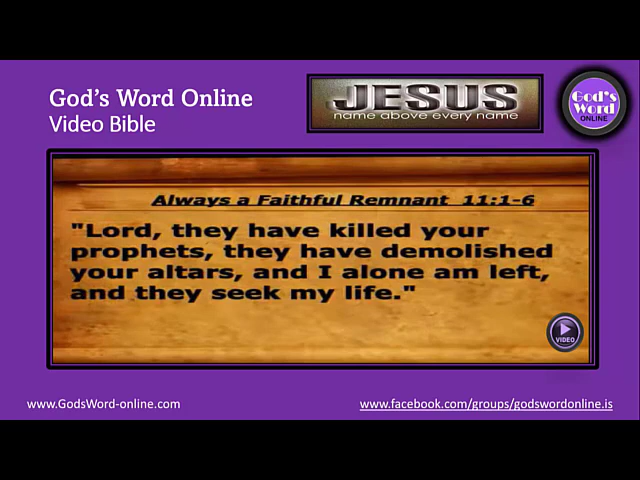 God's Word Online
Video Bible
JESUS
name above every name
God's
Word
ONLINE
Always a Faithful Remnant 11:1-6
"Lord, they have killed your
prophets, they have demolished
your altars, and I alone am left,
and they seek my life."
VIDEO
www.GodsWord-online.com
www.facebook.com/groups/godswordonline.is